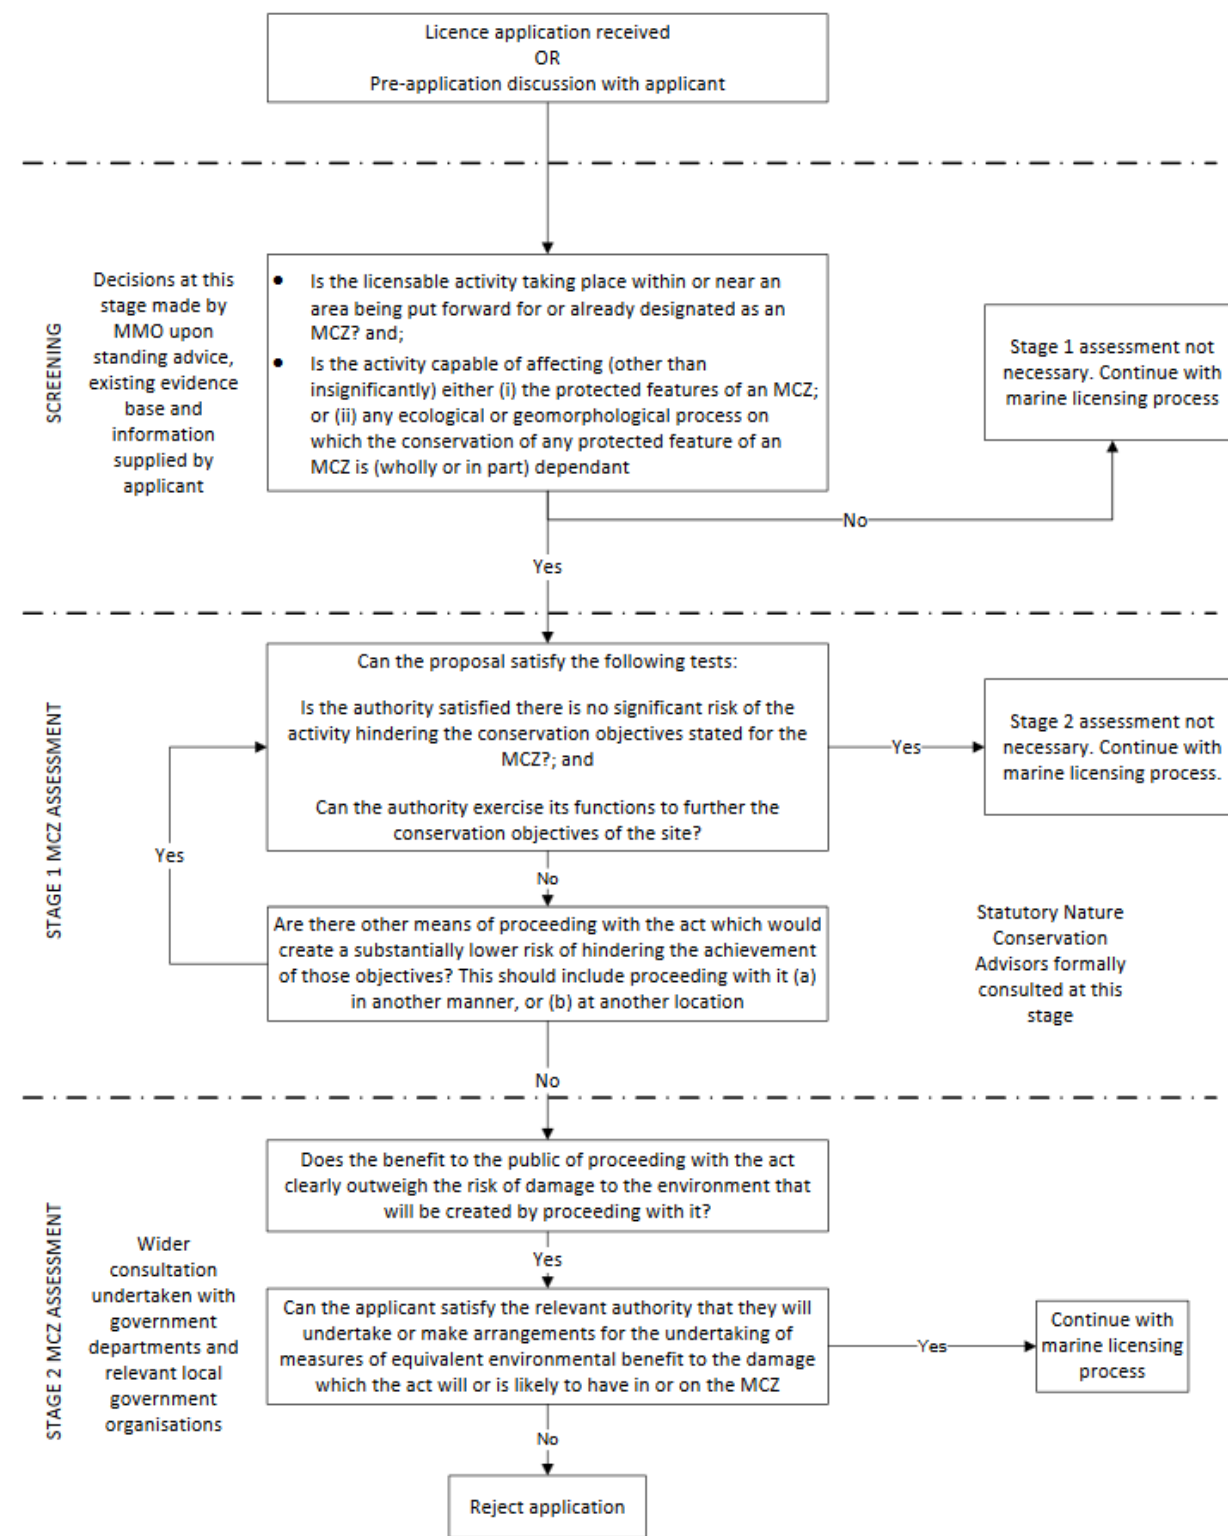 Licence application received
OR
Pre-application discussion with applicant
SCREENING
Decisions at this
stage made by
MMO upon
standing advice,
existing evidence
base and
information
supplied by
applicant
• Is the licensable activity taking place within or near an
area being put forward for or already designated as an
MCZ? and;
• Is the activity capable of affecting (other than
insignificantly) either (i) the protected features of an MCZ;
or (ii) any ecological or geomorphological process on
which the conservation of any protected feature of an
MCZ is (wholly or in part) dependant
Stage 1 assessment not
necessary. Continue with
marine licensing process
No
Yes
STAGE 1 MCZ ASSESSMENT
Can the proposal satisfy the following tests:
Is the authority satisfied there is no significant risk of the
activity hindering the conservation objectives stated for the
MCZ?; and
Can the authority exercise its functions to further the
conservation objectives of the site?
Yes
Stage 2 assessment not
necessary. Continue with
marine licensing process.
Yes
No
Are there other means of proceeding with the act which would
create a substantially lower risk of hindering the achievement
of those objectives? This should include proceeding with it (a)
in another manner, or (b) at another location
Statutory Nature
Conservation
Advisors formally
consulted at this
stage
No
STAGE 2 MCZ ASSESSMENT
Wider
consultation
undertaken with
government
departments and
relevant local
government
organisations
Does the benefit to the public of proceeding with the act
clearly outweigh the risk of damage to the environment that
will be created by proceeding with it?
Yes
Can the applicant satisfy the relevant authority that they will
undertake or make arrangements for the undertaking of
measures of equivalent environmental benefit to the damage
which the act will or is likely to have in or on the MCZ
Yes
Continue with
marine licensing
process
No
Reject application